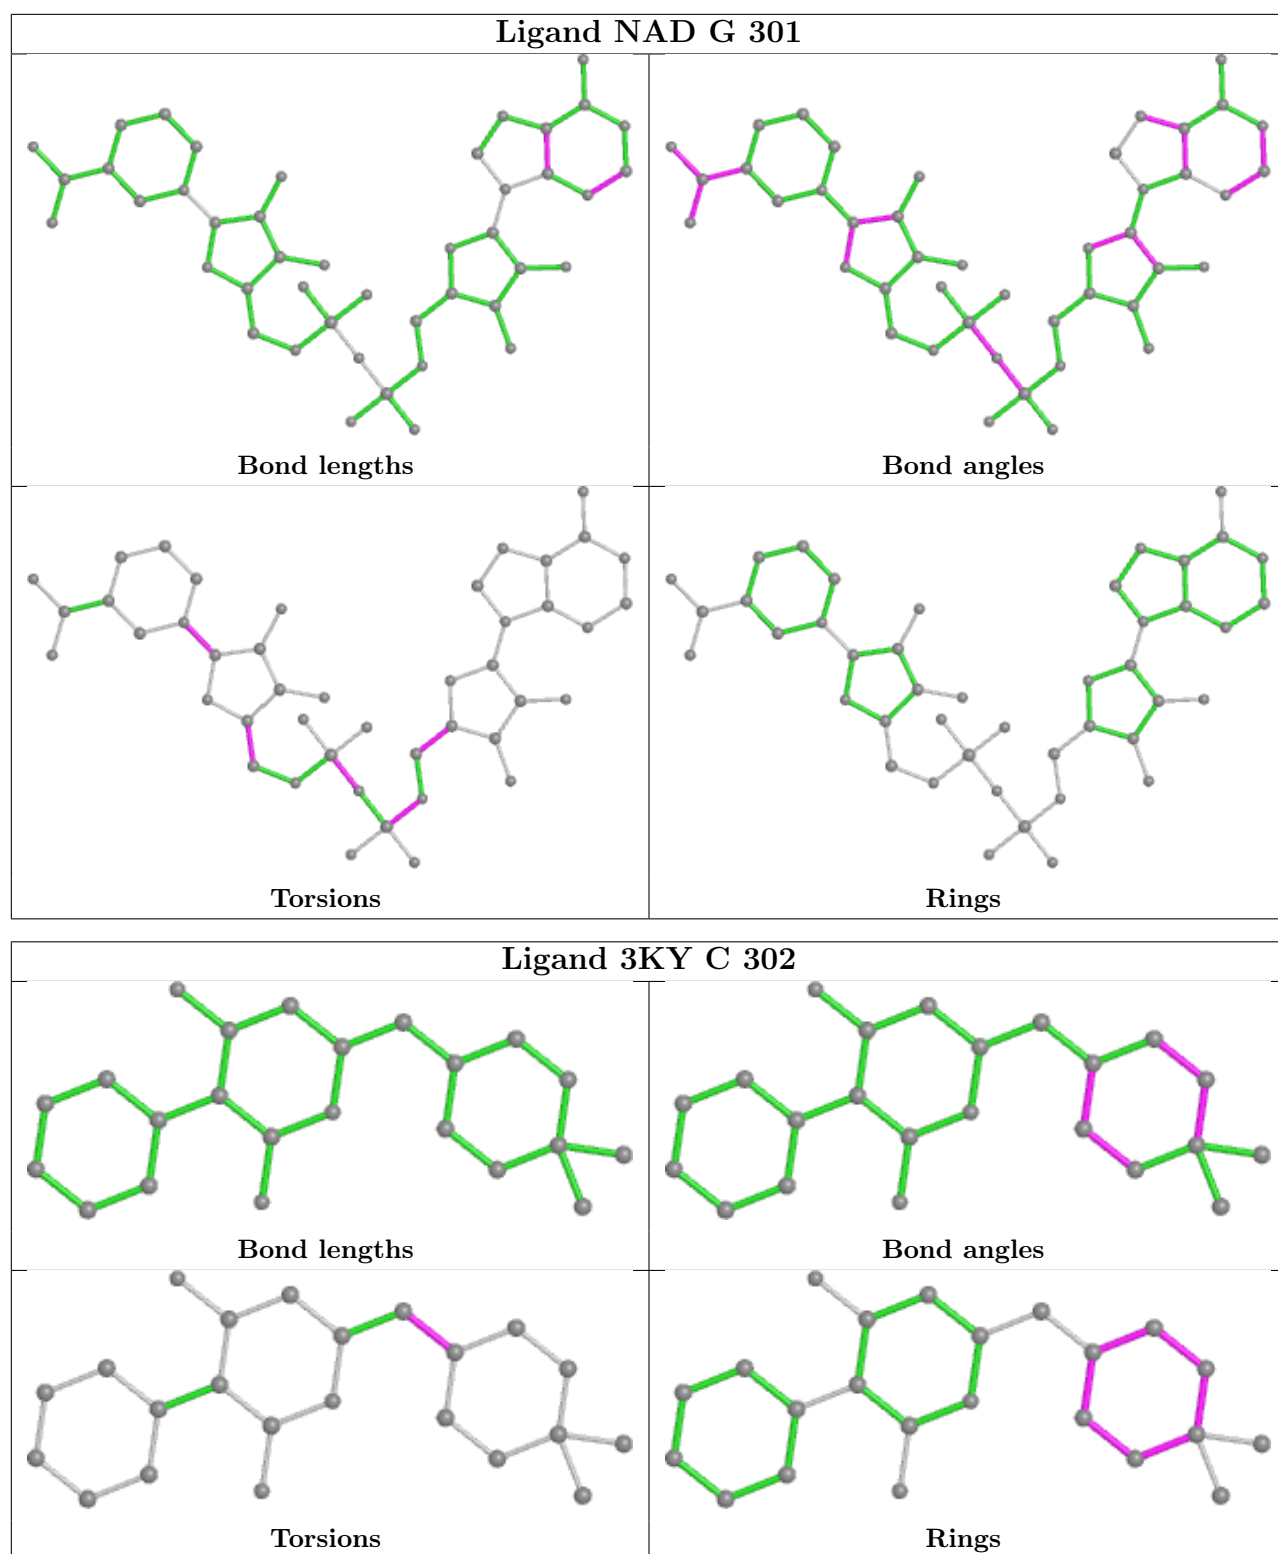 Ligand NAD G 301
Bond lengths
Bond angles
Torsions
Rings
Ligand 3KY C 302
Bond lengths
Bond angles
Torsions
Rings